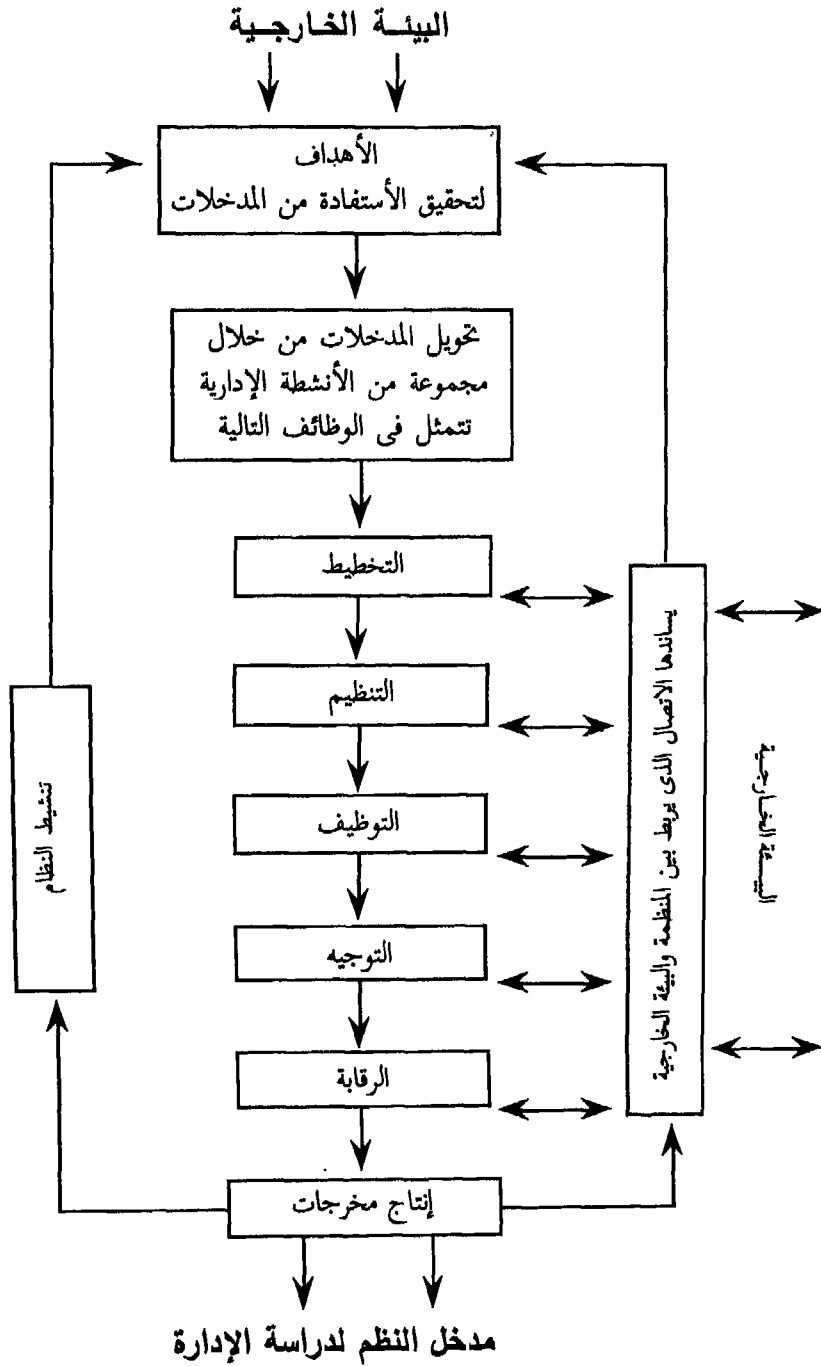 البيئة الخارجية
الأهداف
لتحقيق الأستفادة من المدخلات
تحويل المدخلات من خلال
مجموعة من الأنشطة الإدارية
تتمثل فى الوظائف التالية
التخطيط
التنظيم
التوظيف
التوجيه
الرقابة
يساندها الاتصال الذى يربط بين المنظمة والبيئة الخارجية
البيئة الخارجية
تنشيط النظام
إنتاج مخرجات
مدخل النظم لدراسة الإدارة